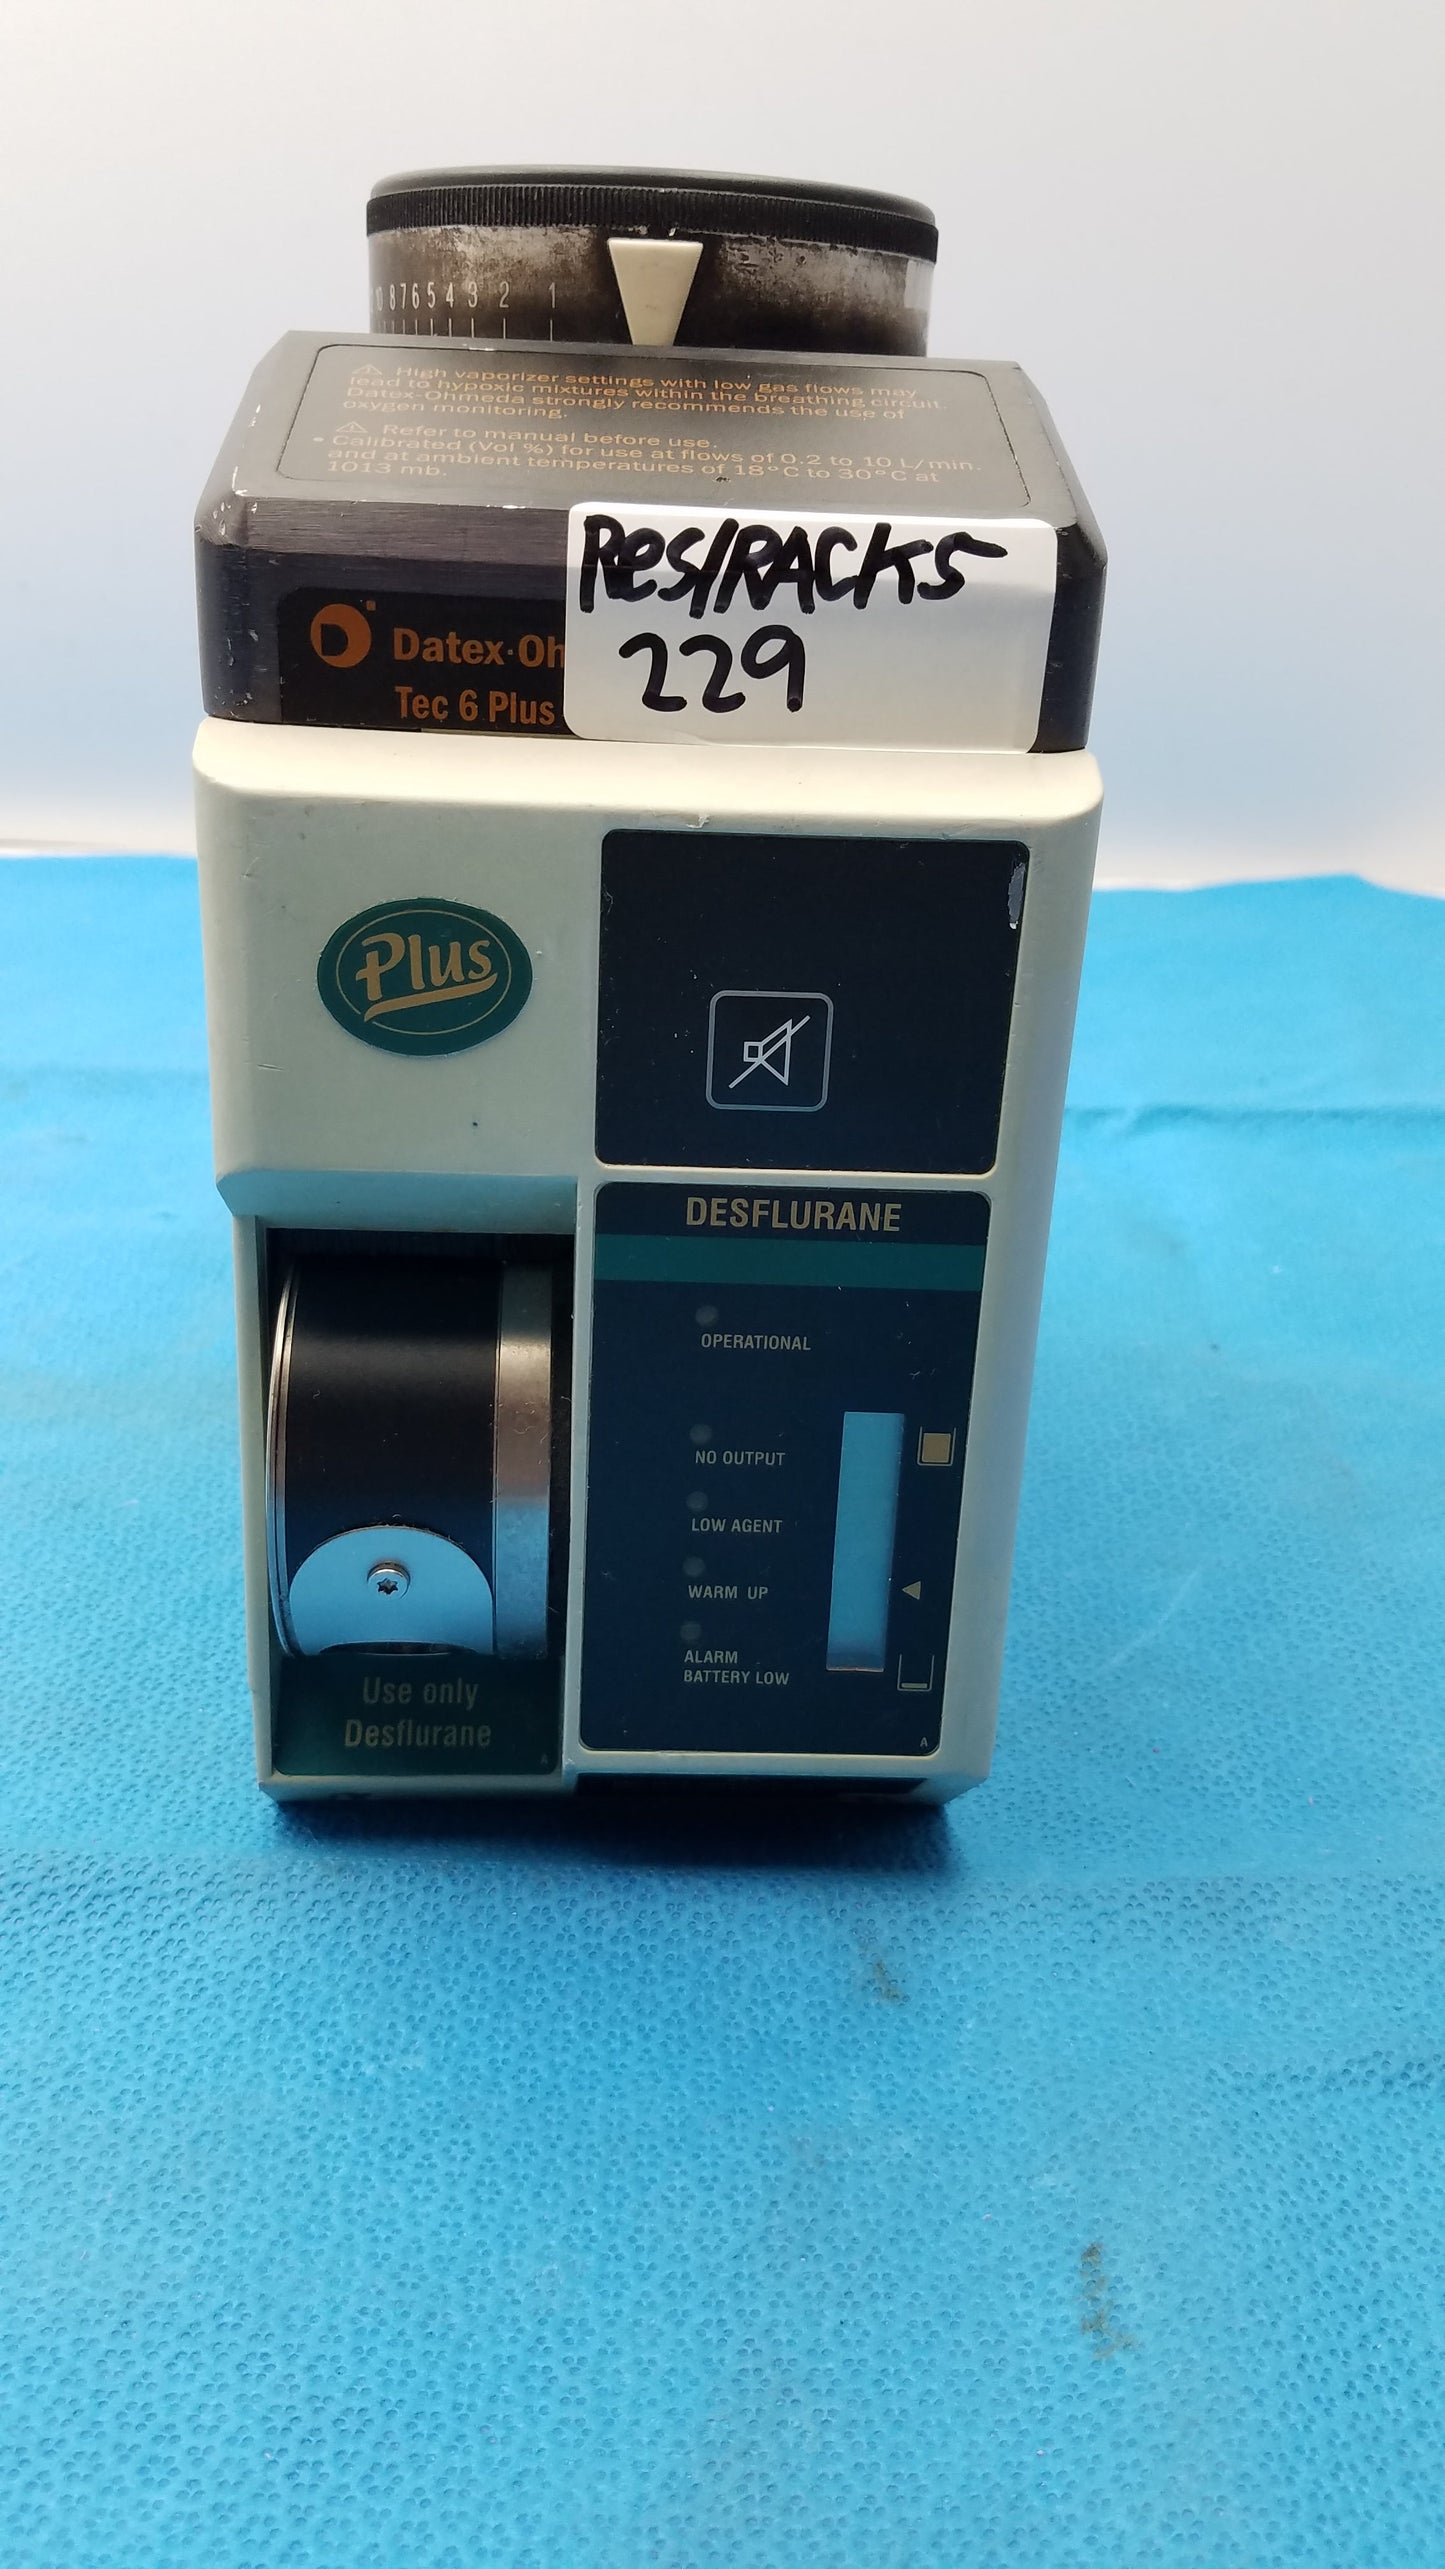 10 8 7 6 5 4 3 2 1
High vaporizer settings with low gas flows may
lead to hypoxic mixtures within the breathing circuit.
Datex-Ohmeda strongly recommends the use of
oxygen monitoring.
Refer to manual before use.
• Calibrated (Vol %) for use at flows of 0.2 to 10 L/min.
and at ambient temperatures of 18°C to 30°C at
1013 mb.
Res/RACKS
229
Datex·Oh
Tec 6 Plus
Plus
DESFLURANE
OPERATIONAL
NO OUTPUT
LOW AGENT
WARM UP
ALARM
BATTERY LOW
A
Use only
Desflurane
A